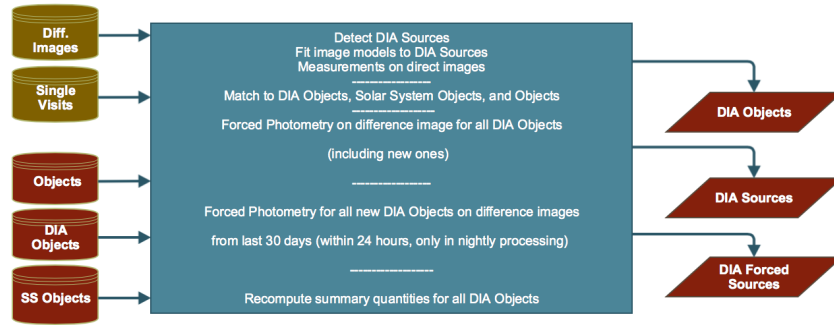 Diff.
Images
Single
Visits
Objects
DIA
Objects
SS Objects
Detect DIA Sources
Fit image models to DIA Sources
Measurements on direct images
-------------------
Match to DIA Objects, Solar System Objects, and Objects
-------------------
Forced Photometry on difference image for all DIA Objects
(including new ones)
-------------------
Forced Photometry for all new DIA Objects on difference images
from last 30 days (within 24 hours, only in nightly processing)
-------------------
Recompute summary quantities for all DIA Objects
DIA Objects
DIA Sources
DIA Forced
Sources